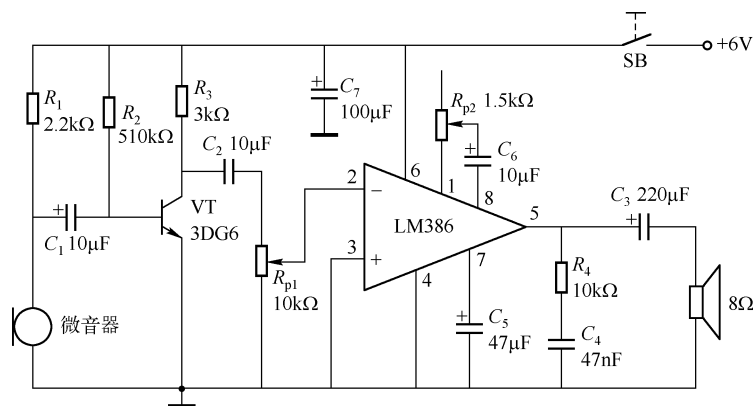 +6V
SB
R1
2.2kΩ
R2
510kΩ
R3
3kΩ
C7
100μF
Rp2 1.5kΩ
C6
10μF
C2 10μF
C1 10μF
VT
3DG6
Rp1
10kΩ
2
3
6
1
8
5
7
4
−
+
LM386
C3 220μF
R4
10kΩ
C5
47μF
C4
47nF
8Ω
微音器